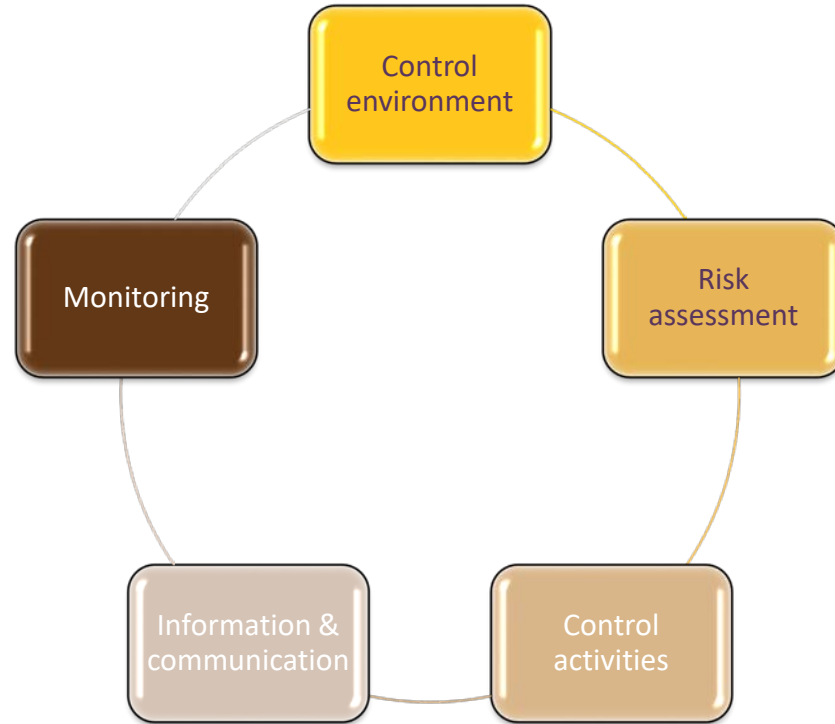 Control
environment
Risk
assessment
Control
activities
Information &
communication
Monitoring